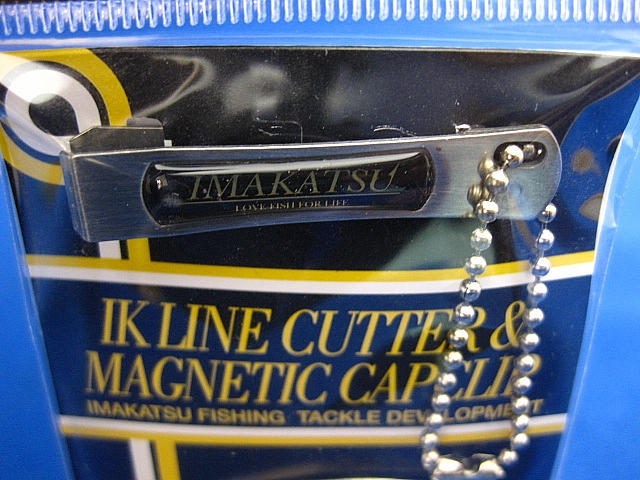 IMAKATSU
LOVE FISH FOR LIFE
IK LINE CUTTER &
MAGNETIC CAP CLIP
IMAKATSU FISHING TACKLE DEVELOPMENT